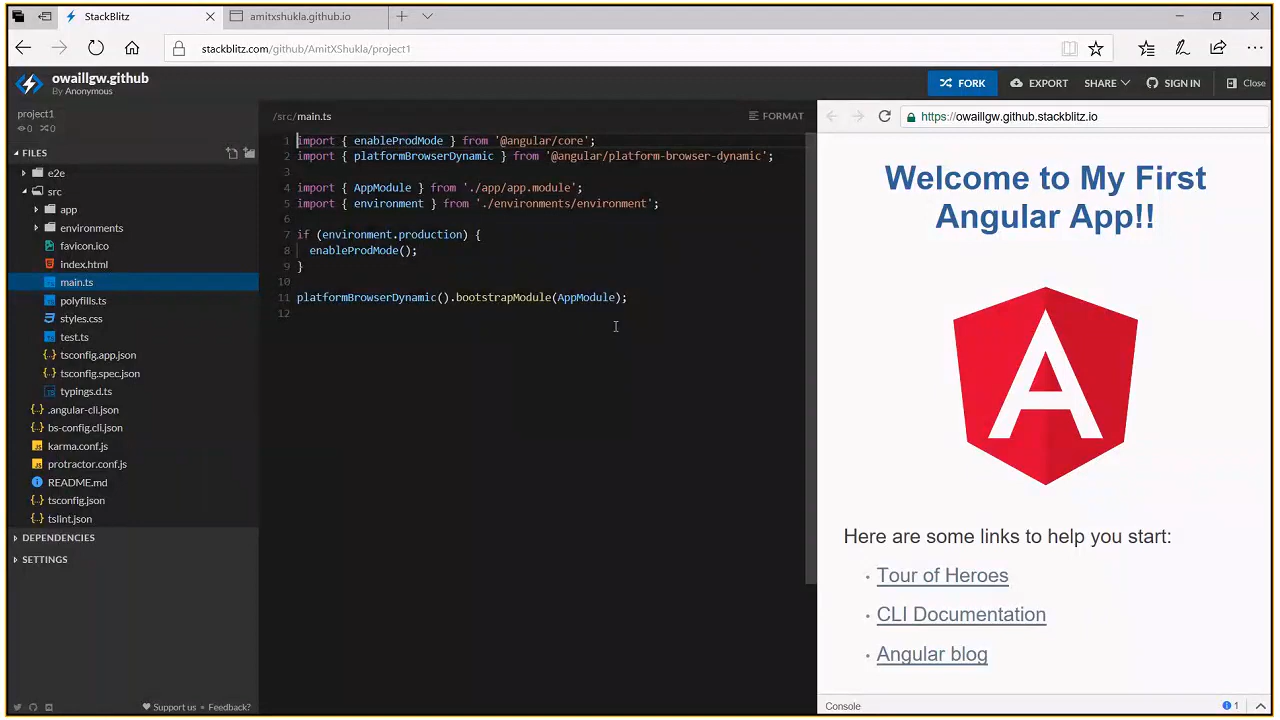 StackBlitz
amitxshukla.github.io
stackblitz.com/github/AmitXShukla/project1
owaillgw.github
By Anonymous
FORK
EXPORT
SHARE
SIGN IN
Close
project1
0 0
FILES
e2e
src
app
environments
favicon.ico
index.html
main.ts
polyfills.ts
styles.css
test.ts
tsconfig.app.json
tsconfig.spec.json
typings.d.ts
.angular-cli.json
bs-config.cli.json
karma.conf.js
protractor.conf.js
README.md
tsconfig.json
tslint.json
DEPENDENCIES
SETTINGS
Support us • Feedback?
/src/main.ts
FORMAT
1 import { enableProdMode } from '@angular/core';
2 import { platformBrowserDynamic } from '@angular/platform-browser-dynamic';
3
4 import { AppModule } from './app/app.module';
5 import { environment } from './environments/environment';
6
7 if (environment.production) {
8 enableProdMode();
9 }
10
11 platformBrowserDynamic().bootstrapModule(AppModule);
12
https://owaillgw.github.stackblitz.io
Welcome to My First
Angular App!!
A
Here are some links to help you start:
Tour of Heroes
CLI Documentation
Angular blog
Console
1